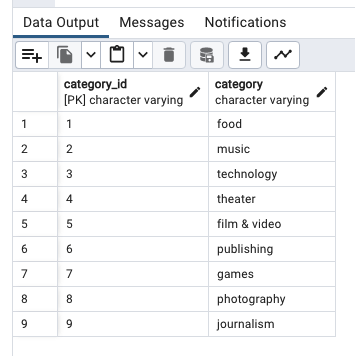 Data Output Messages Notifications
category_id category
[PK] character varying character varying
1 1 food
2 2 music
3 3 technology
4 4 theater
5 5 film & video
6 6 publishing
7 7 games
8 8 photography
9 9 journalism